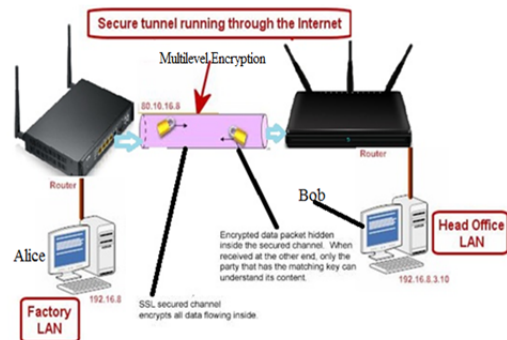 Secure tunnel running through the Internet
Multilevel Encryption
80.10.16.8
Router
Router
Bob
Alice
Head Office
LAN
Encrypted data packet hidden
inside the secured channel. When
received at the other end, only the
party that has the matching key can
understand its content.
192.16.8.3.10
192.16.8
SSL secured channel
encrypts all data flowing inside.
Factory
LAN